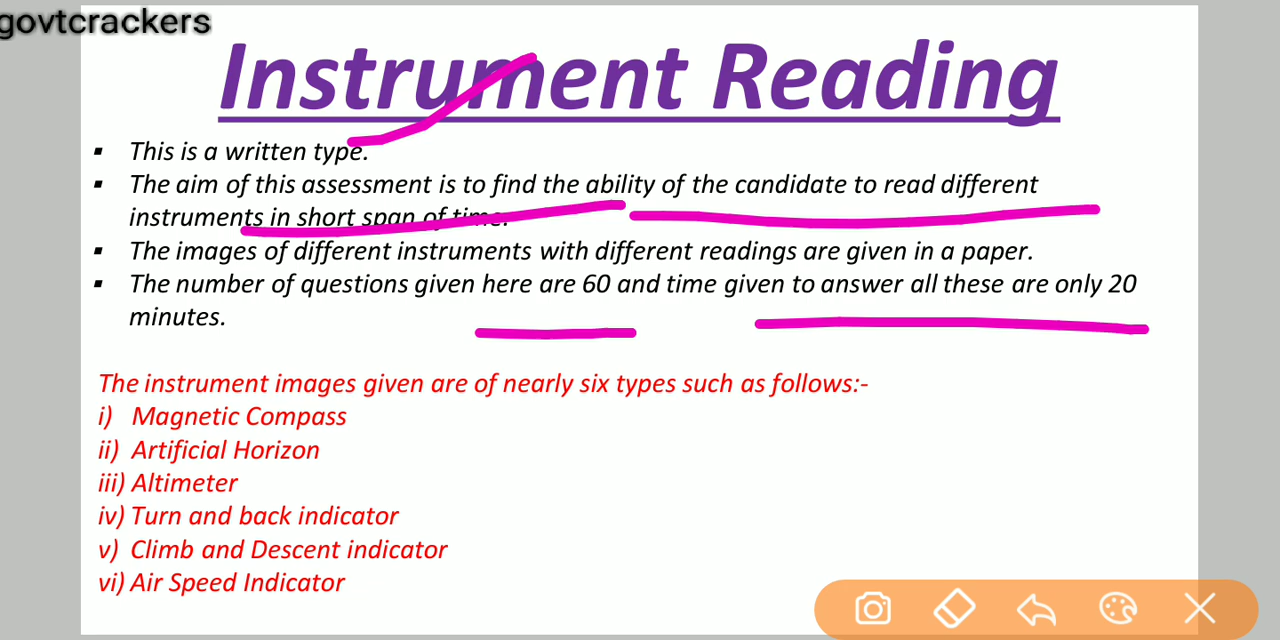 govtcrackers
Instrument Reading
▪ This is a written type.
▪ The aim of this assessment is to find the ability of the candidate to read different
instruments in short span of time.
▪ The images of different instruments with different readings are given in a paper.
▪ The number of questions given here are 60 and time given to answer all these are only 20
minutes.
The instrument images given are of nearly six types such as follows:-
i) Magnetic Compass
ii) Artificial Horizon
iii) Altimeter
iv) Turn and back indicator
v) Climb and Descent indicator
vi) Air Speed Indicator